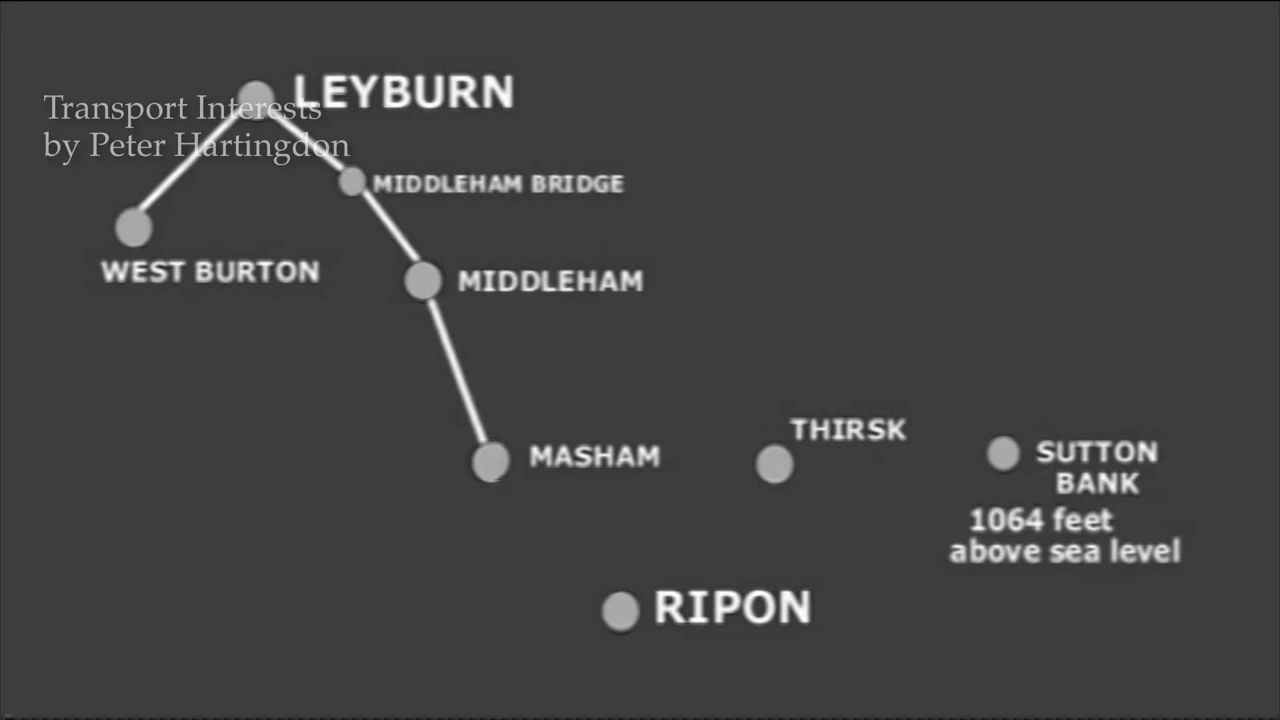 LEYBURN
Transport Interests
by Peter Hartingdon
MIDDLEHAM BRIDGE
WEST BURTON
MIDDLEHAM
THIRSK
MASHAM
SUTTON
BANK
1064 feet
above sea level
RIPON